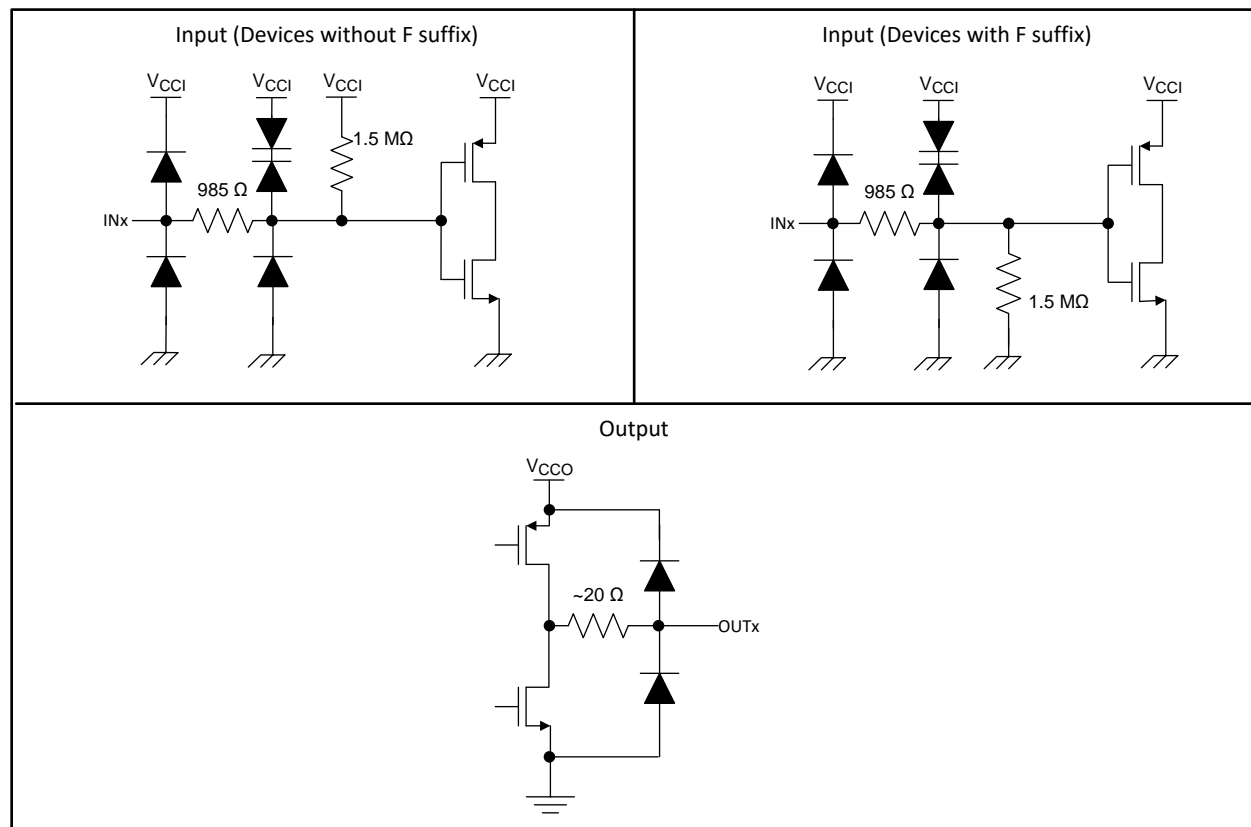 Input (Devices without F suffix)
Input (Devices with F suffix)
VCCI VCCI VCCI VCCI
VCCI VCCI VCCI
1.5 MΩ
985 Ω
INx
985 Ω
INx
1.5 MΩ
Output
VCCO
~20 Ω
OUTx